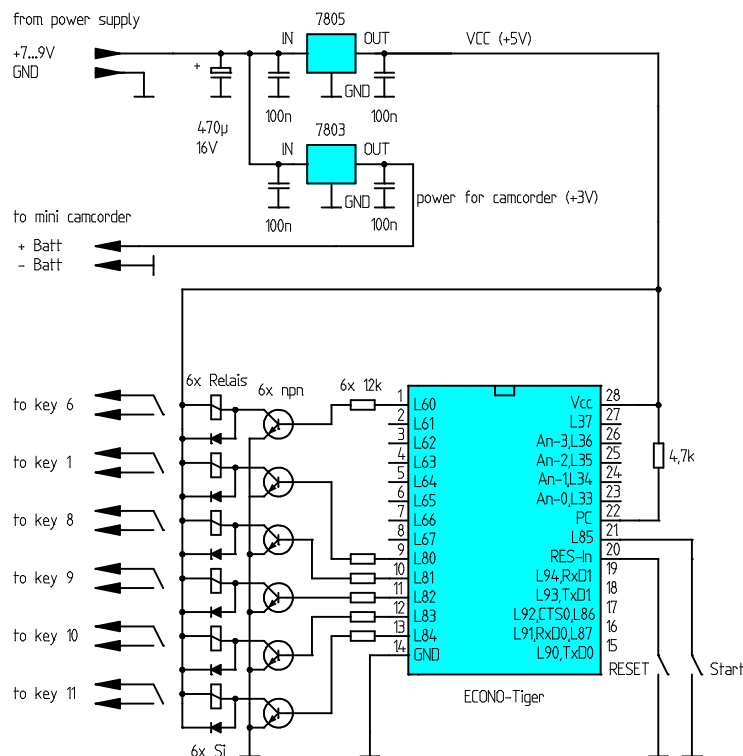 from power supply
+7...9V
GND
+
470µ
16V
IN
7805
OUT
GND
100n
100n
VCC (+5V)
IN
7803
OUT
GND
100n
100n
power for camcorder (+3V)
to mini camcorder
+ Batt
- Batt
6x Relais
6x npn
6x 12k
to key 6
to key 1
to key 8
to key 9
to key 10
to key 11
6x Si
1 L60
2 L61
3 L62
4 L63
5 L64
6 L65
7 L66
8 L67
9 L80
10 L81
11 L82
12 L83
13 L84
14 GND
Vcc 28
L37 27
An-3,L36 26
An-2,L35 25
An-1,L34 24
An-0,L33 23
PC 22
L85 21
RES-In 20
L94,RxD1 19
L93,TxD1 18
L92,CTS0,L86 17
L91,RxD0,L87 16
L90,TxD0 15
ECONO-Tiger
4,7k
RESET
Start